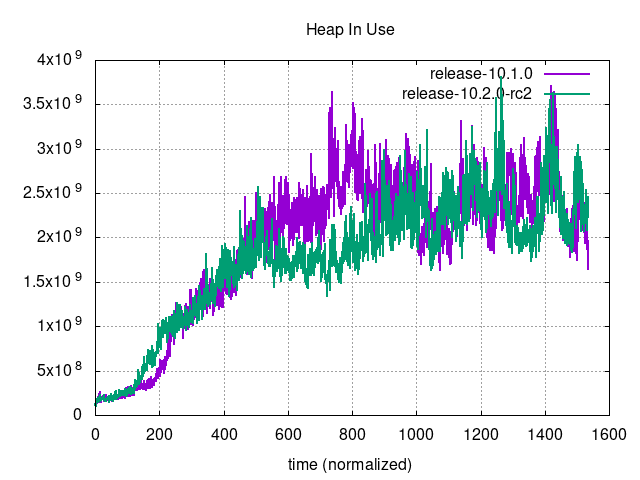 Heap In Use
release-10.1.0
release-10.2.0-rc2
4x10^9
3.5x10^9
3x10^9
2.5x10^9
2x10^9
1.5x10^9
1x10^9
5x10^8
0
0 200 400 600 800 1000 1200 1400 1600
time (normalized)